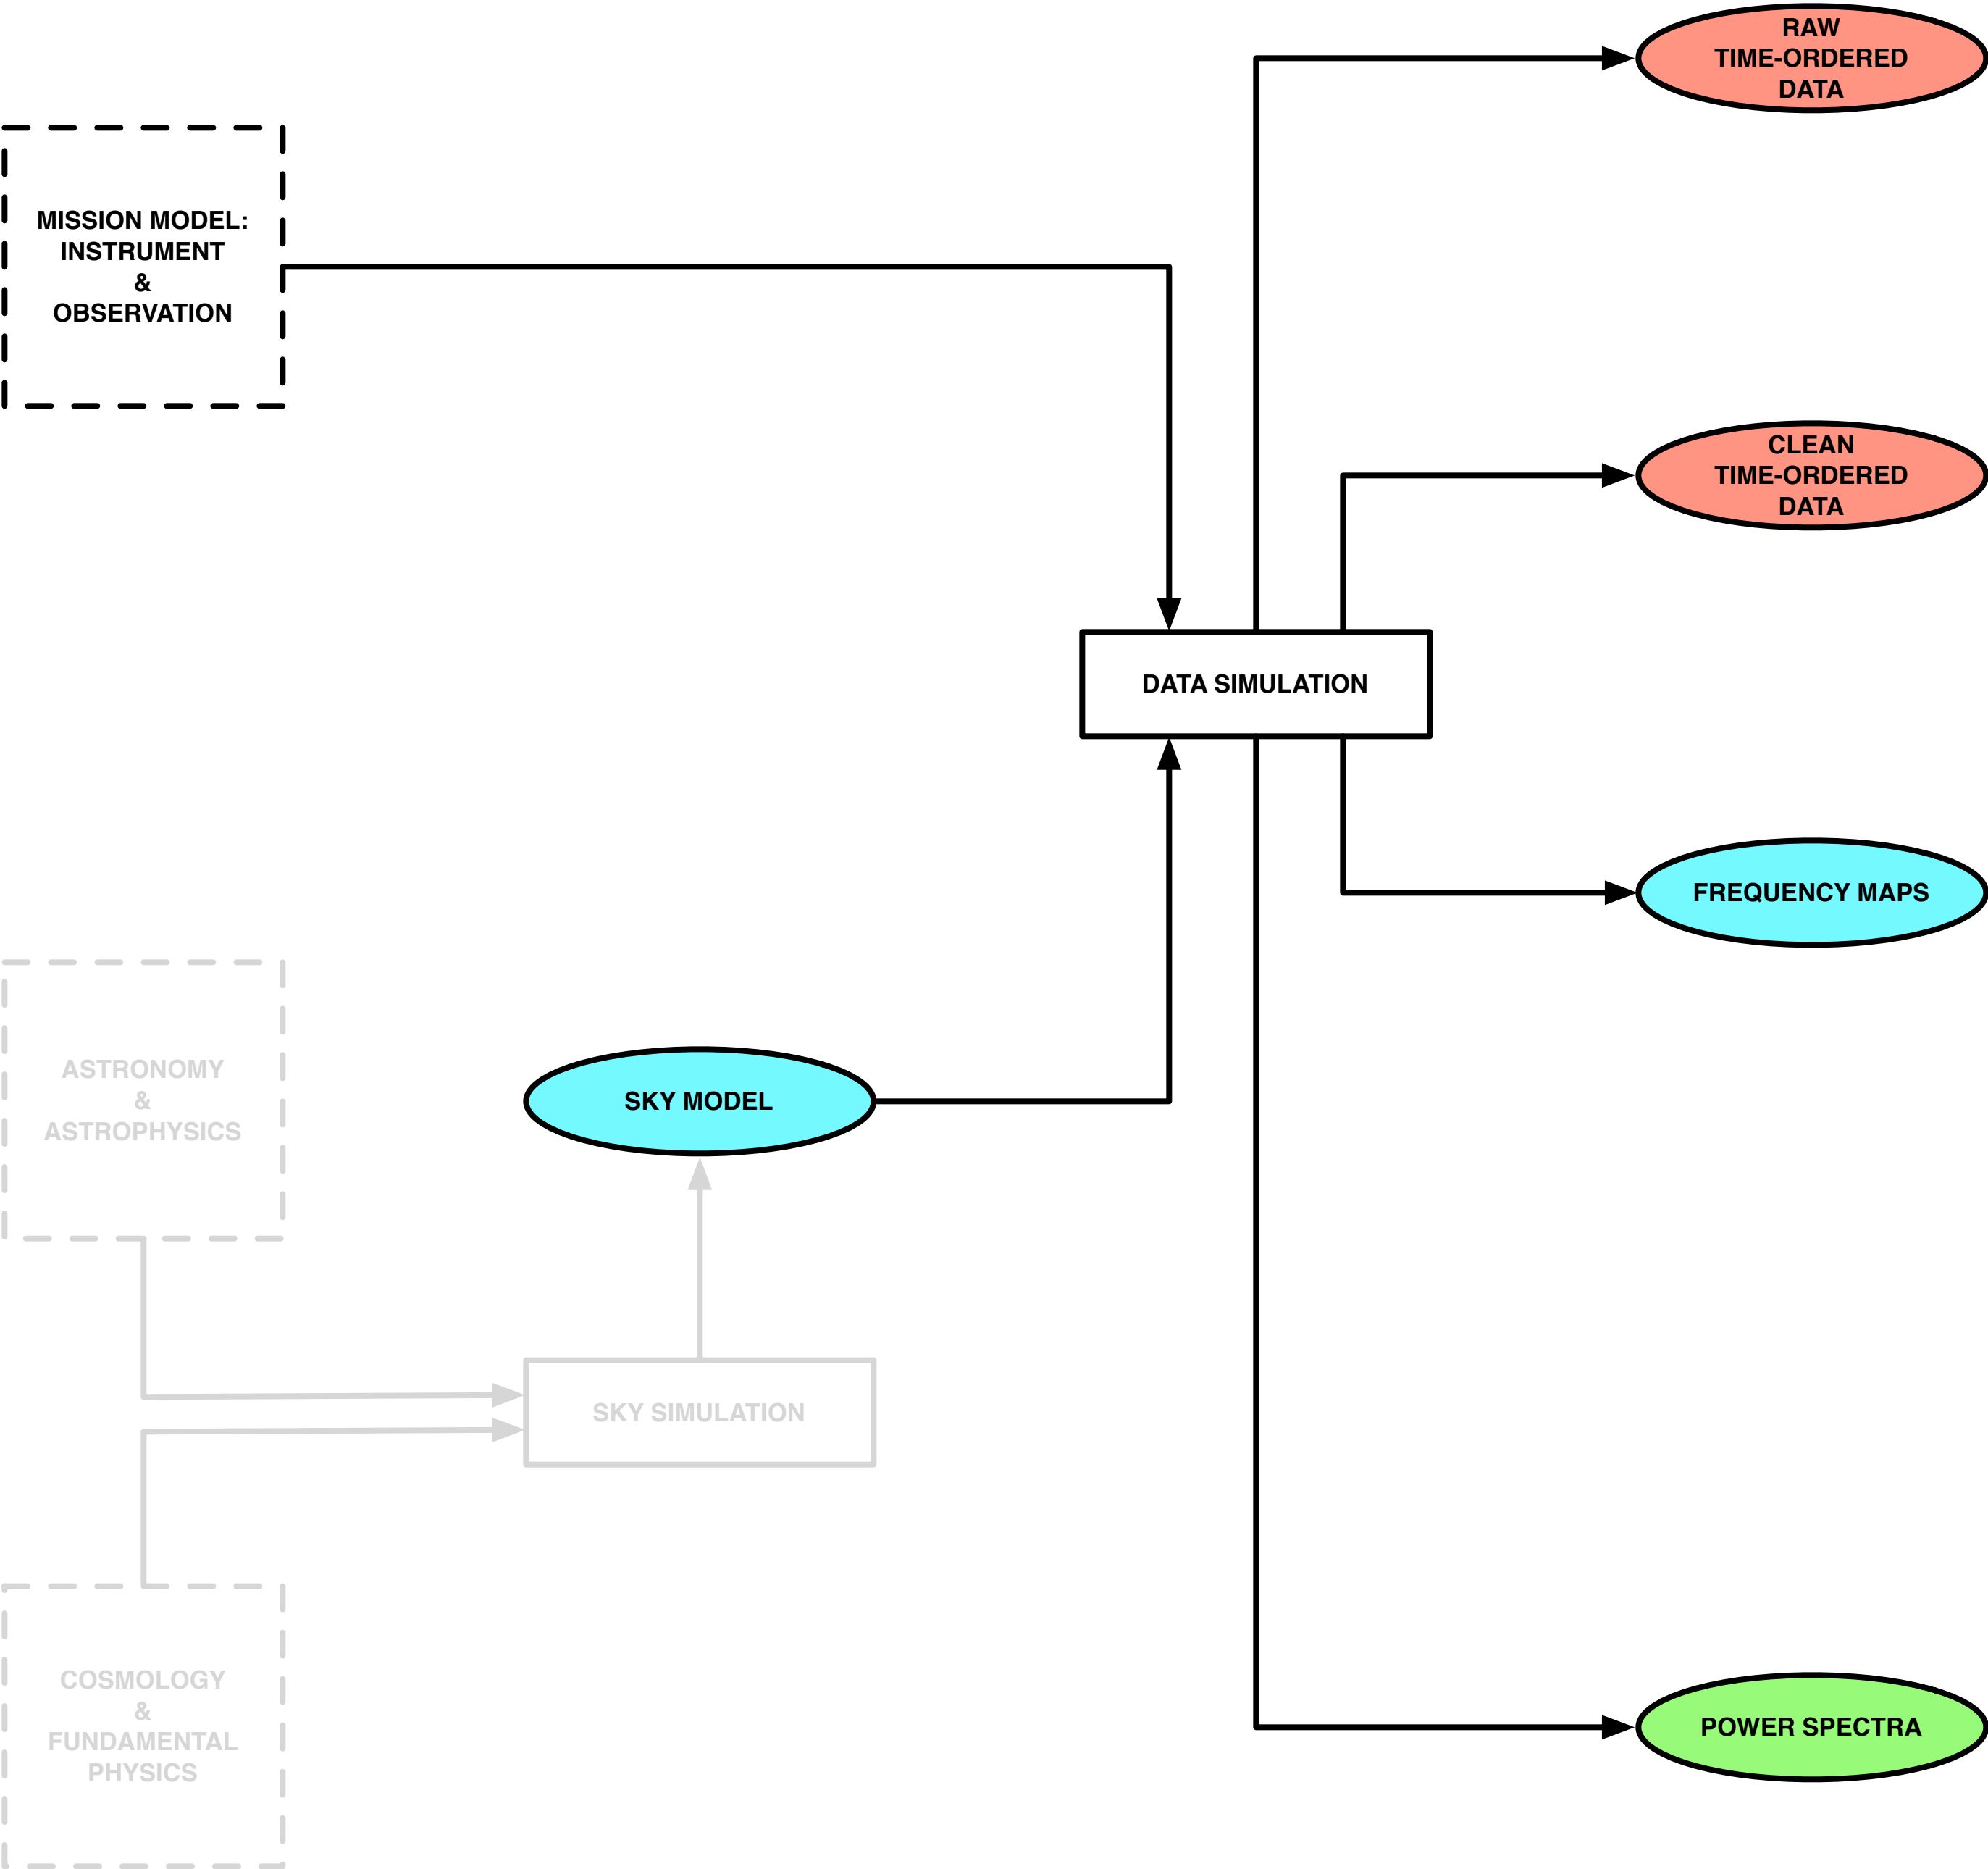 RAW
TIME-ORDERED
DATA
MISSION MODEL:
INSTRUMENT
&
OBSERVATION
CLEAN
TIME-ORDERED
DATA
DATA SIMULATION
FREQUENCY MAPS
ASTRONOMY
&
ASTROPHYSICS
SKY MODEL
SKY SIMULATION
COSMOLOGY
&
FUNDAMENTAL
PHYSICS
POWER SPECTRA